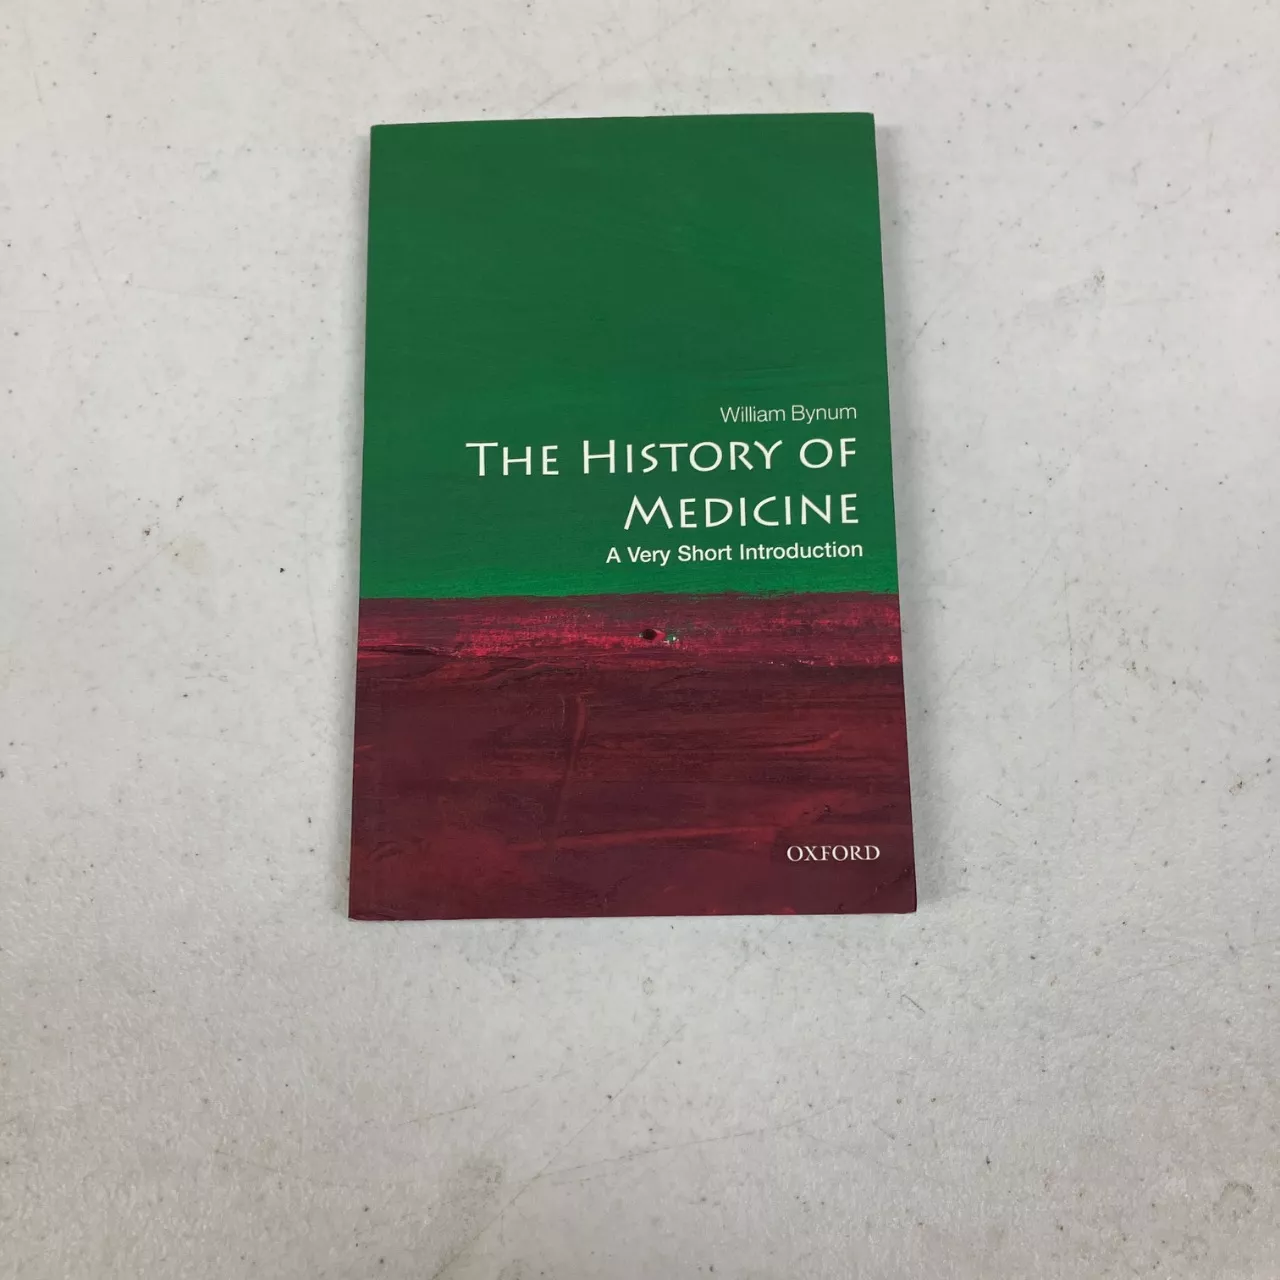 William Bynum
THE HISTORY OF
MEDICINE
A Very Short Introduction
OXFORD